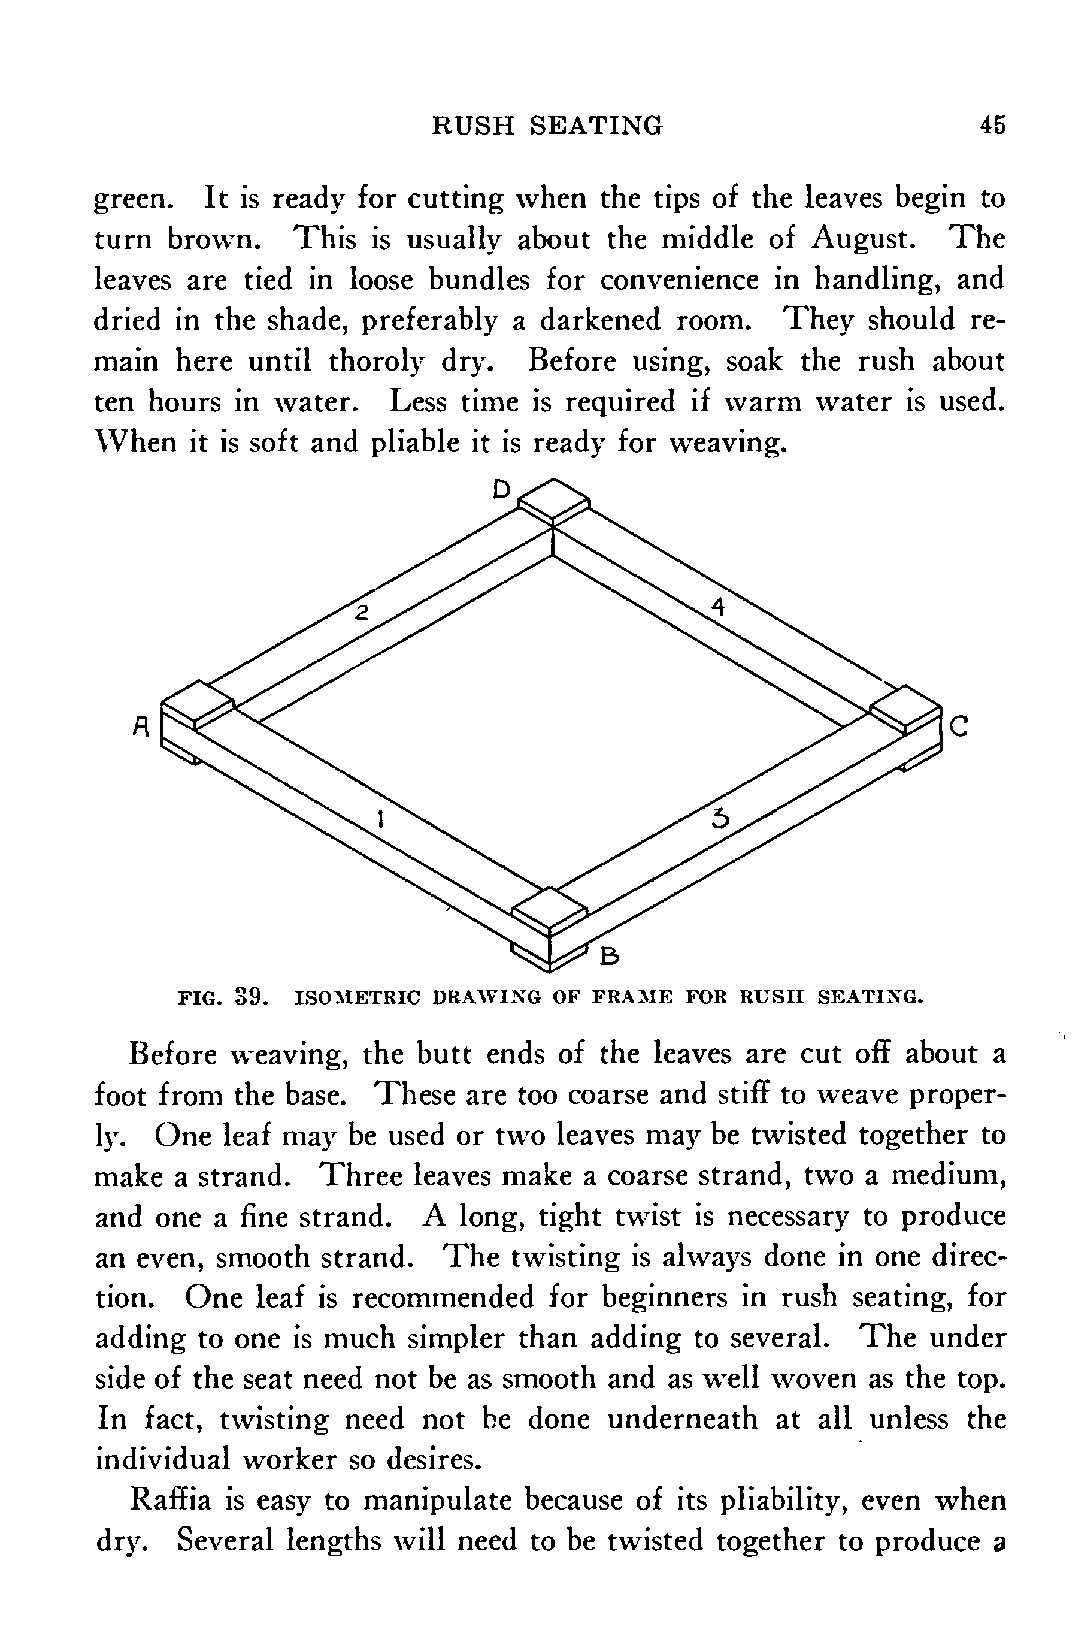 RUSH SEATING 45
green. It is ready for cutting when the tips of the leaves begin to
turn brown. This is usually about the middle of August. The
leaves are tied in loose bundles for convenience in handling, and
dried in the shade, preferably a darkened room. They should re-
main here until thoroly dry. Before using, soak the rush about
ten hours in water. Less time is required if warm water is used.
When it is soft and pliable it is ready for weaving.
D
2
4
A
C
1
3
B
FIG. 39. ISOMETRIC DRAWING OF FRAME FOR RUSH SEATING.
Before weaving, the butt ends of the leaves are cut off about a
foot from the base. These are too coarse and stiff to weave proper-
ly. One leaf may be used or two leaves may be twisted together to
make a strand. Three leaves make a coarse strand, two a medium,
and one a fine strand. A long, tight twist is necessary to produce
an even, smooth strand. The twisting is always done in one direc-
tion. One leaf is recommended for beginners in rush seating, for
adding to one is much simpler than adding to several. The under
side of the seat need not be as smooth and as well woven as the top.
In fact, twisting need not be done underneath at all unless the
individual worker so desires.
Raffia is easy to manipulate because of its pliability, even when
dry. Several lengths will need to be twisted together to produce a